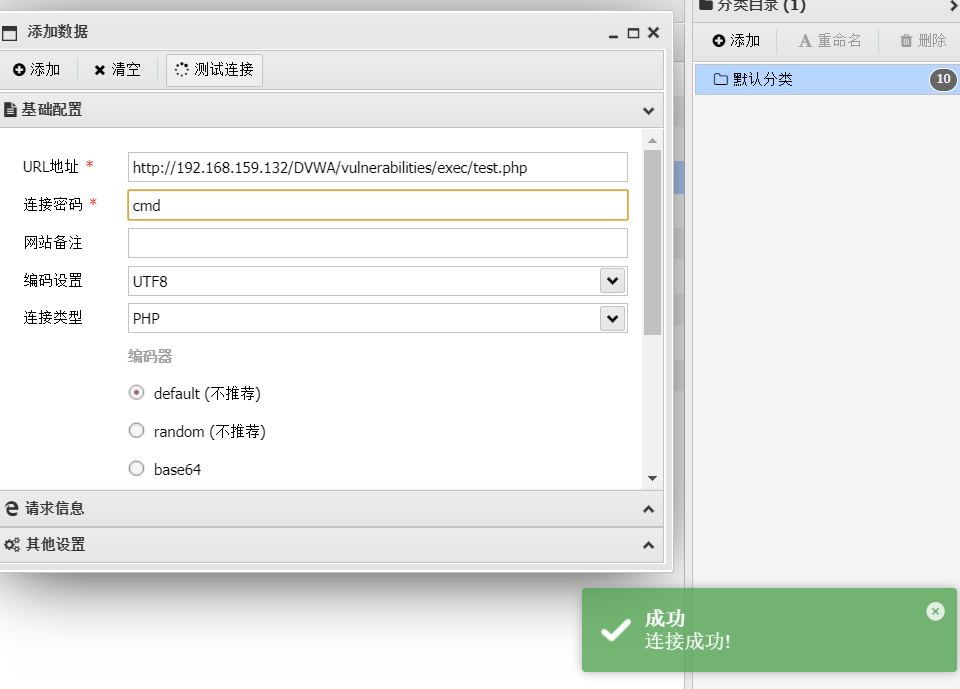 添加数据
添加 清空 测试连接
基础配置
URL地址 * http://192.168.159.132/DVWA/vulnerabilities/exec/test.php
连接密码 * cmd
网站备注
编码设置 UTF8
连接类型 PHP
编码器
default (不推荐)
random (不推荐)
base64
请求信息
其他设置
分类目录 (1)
添加 重命名 删除
默认分类 10
成功
连接成功!